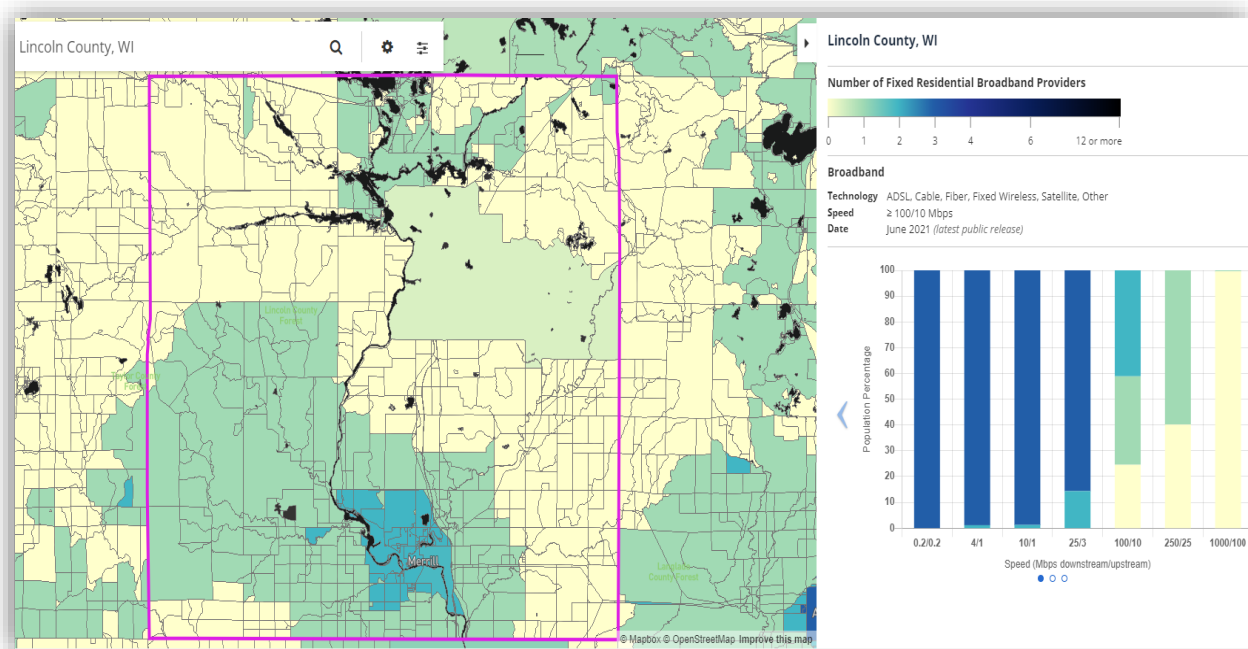 Lincoln County, WI
Lincoln County
Forest
Merrill
County Forest
© Mapbox © OpenStreetMap Improve this map
Lincoln County, WI
Number of Fixed Residential Broadband Providers
0 1 2 3 4 6 12 or more
Broadband
Technology ADSL, Cable, Fiber, Fixed Wireless, Satellite, Other
Speed ≥ 100/10 Mbps
Date June 2021 (latest public release)
Population Percentage
100
90
80
70
60
50
40
30
20
10
0
0.2/0.2 4/1 10/1 25/3 100/10 250/25 1000/100
Speed (Mbps downstream/upstream)